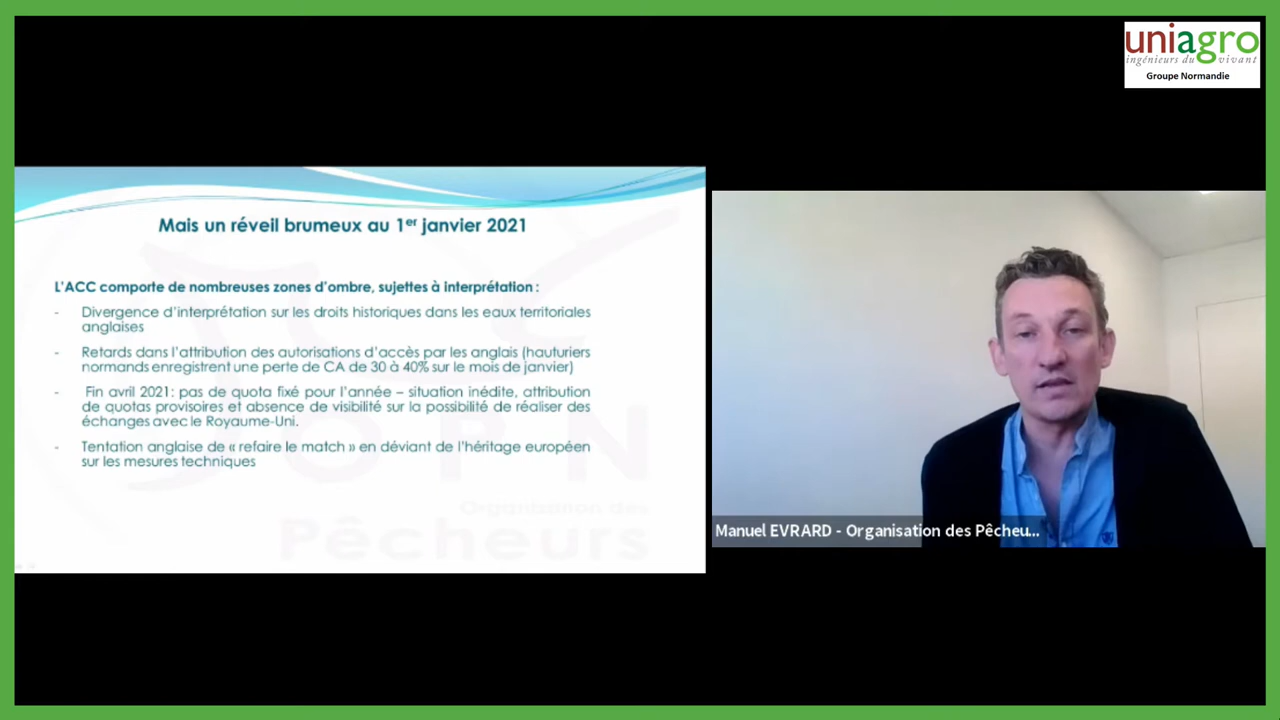 uniagro
ingénieurs du vivant
Groupe Normandie
Mais un réveil brumeux au 1er janvier 2021
L'ACC comporte de nombreuses zones d'ombre, sujettes à interprétation :
- Divergence d'interprétation sur les droits historiques dans les eaux territoriales
anglaises
- Retards dans l'attribution des autorisations d'accès par les anglais (hauturiers
normands enregistrent une perte de CA de 30 à 40% sur le mois de janvier)
- Fin avril 2021: pas de quota fixé pour l'année – situation inédite, attribution
de quotas provisoires et absence de visibilité sur la possibilité de réaliser des
échanges avec le Royaume-Uni.
- Tentation anglaise de « refaire le match » en déviant de l'héritage européen
sur les mesures techniques
OPN
Organisation des
Pêcheurs
Manuel EVRARD - Organisation des Pêcheu...